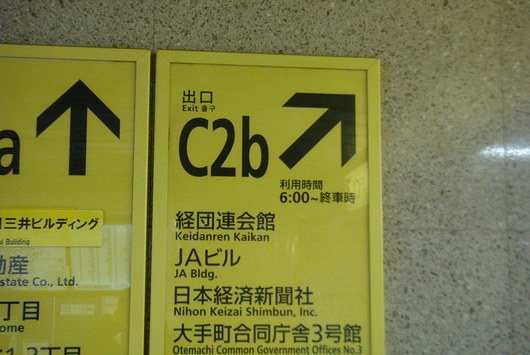 a
三井ビルディング
Building
動産
state Co., Ltd.
丁目
ome
出口
Exit 출구
C2b
利用時間
6:00~終車時
経団連会館
Keidanren Kaikan
JAビル
JA Bldg.
日本経済新聞社
Nihon Keizai Shimbun, Inc.
大手町合同庁舎3号館
Otemachi Common Government Offices No.3